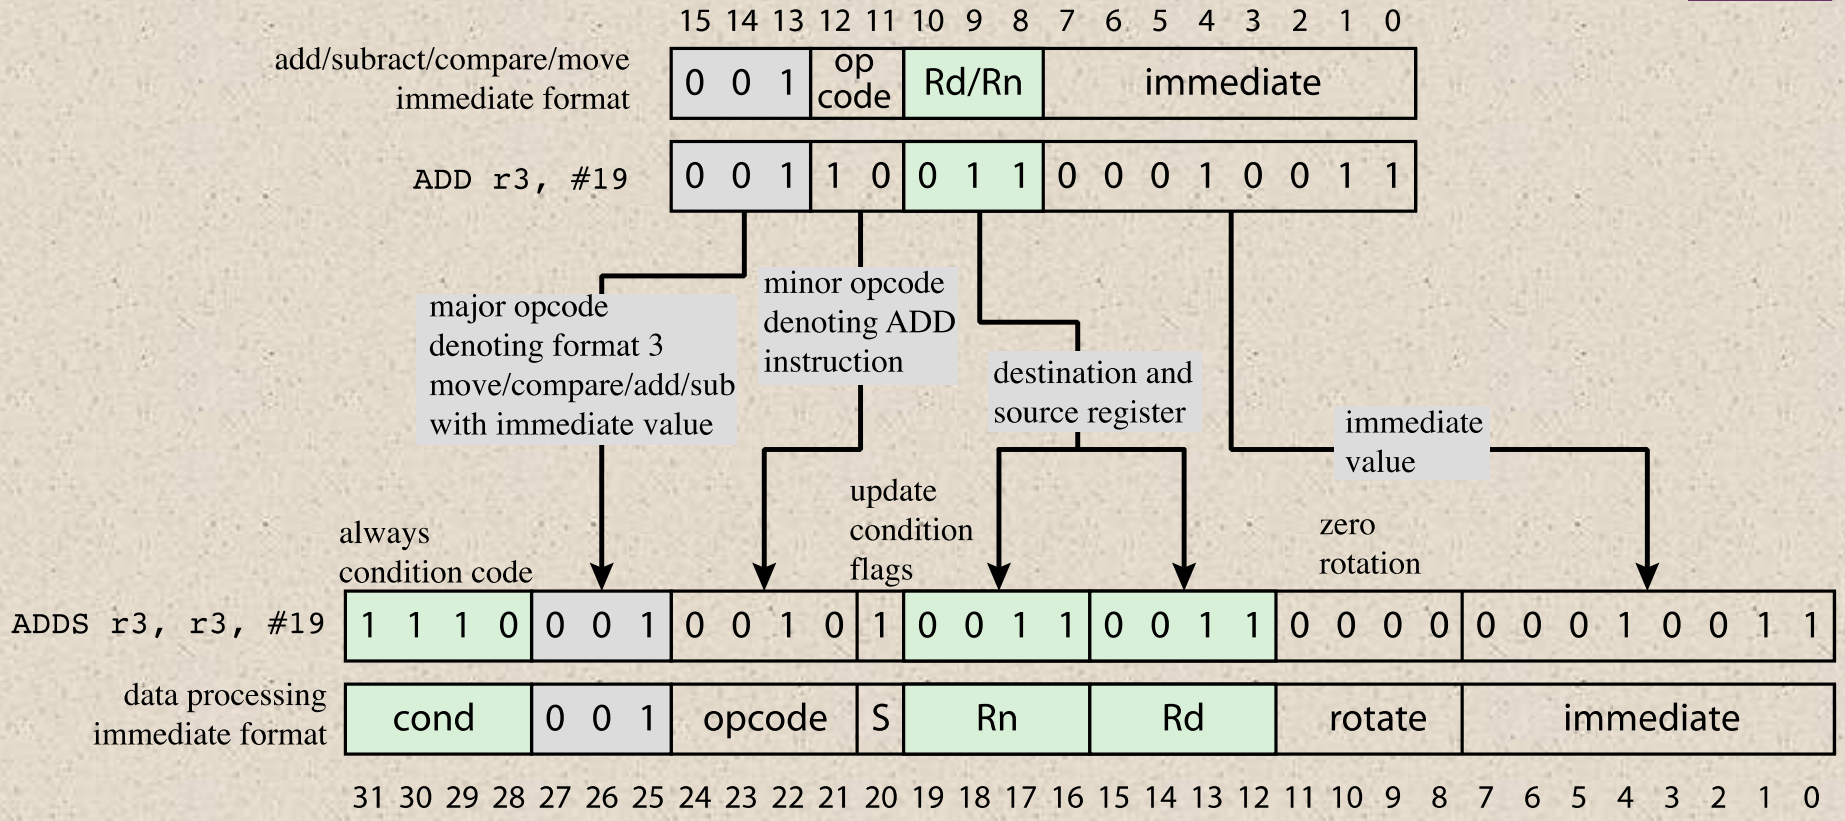 15 14 13 12 11 10 9 8 7 6 5 4 3 2 1 0
add/subract/compare/move
immediate format
0 0 1 op code Rd/Rn immediate
ADD r3, #19 0 0 1 1 0 0 1 1 0 0 0 1 0 0 1 1
major opcode
denoting format 3
move/compare/add/sub
with immediate value
minor opcode
denoting ADD
instruction
destination and
source register
immediate
value
always
condition code
update
condition
flags
zero
rotation
ADDS r3, r3, #19 1 1 1 0 0 0 1 0 0 1 0 1 0 0 1 1 0 0 1 1 0 0 0 0 0 0 0 1 0 0 1 1
data processing
immediate format
cond 0 0 1 opcode S Rn Rd rotate immediate
31 30 29 28 27 26 25 24 23 22 21 20 19 18 17 16 15 14 13 12 11 10 9 8 7 6 5 4 3 2 1 0